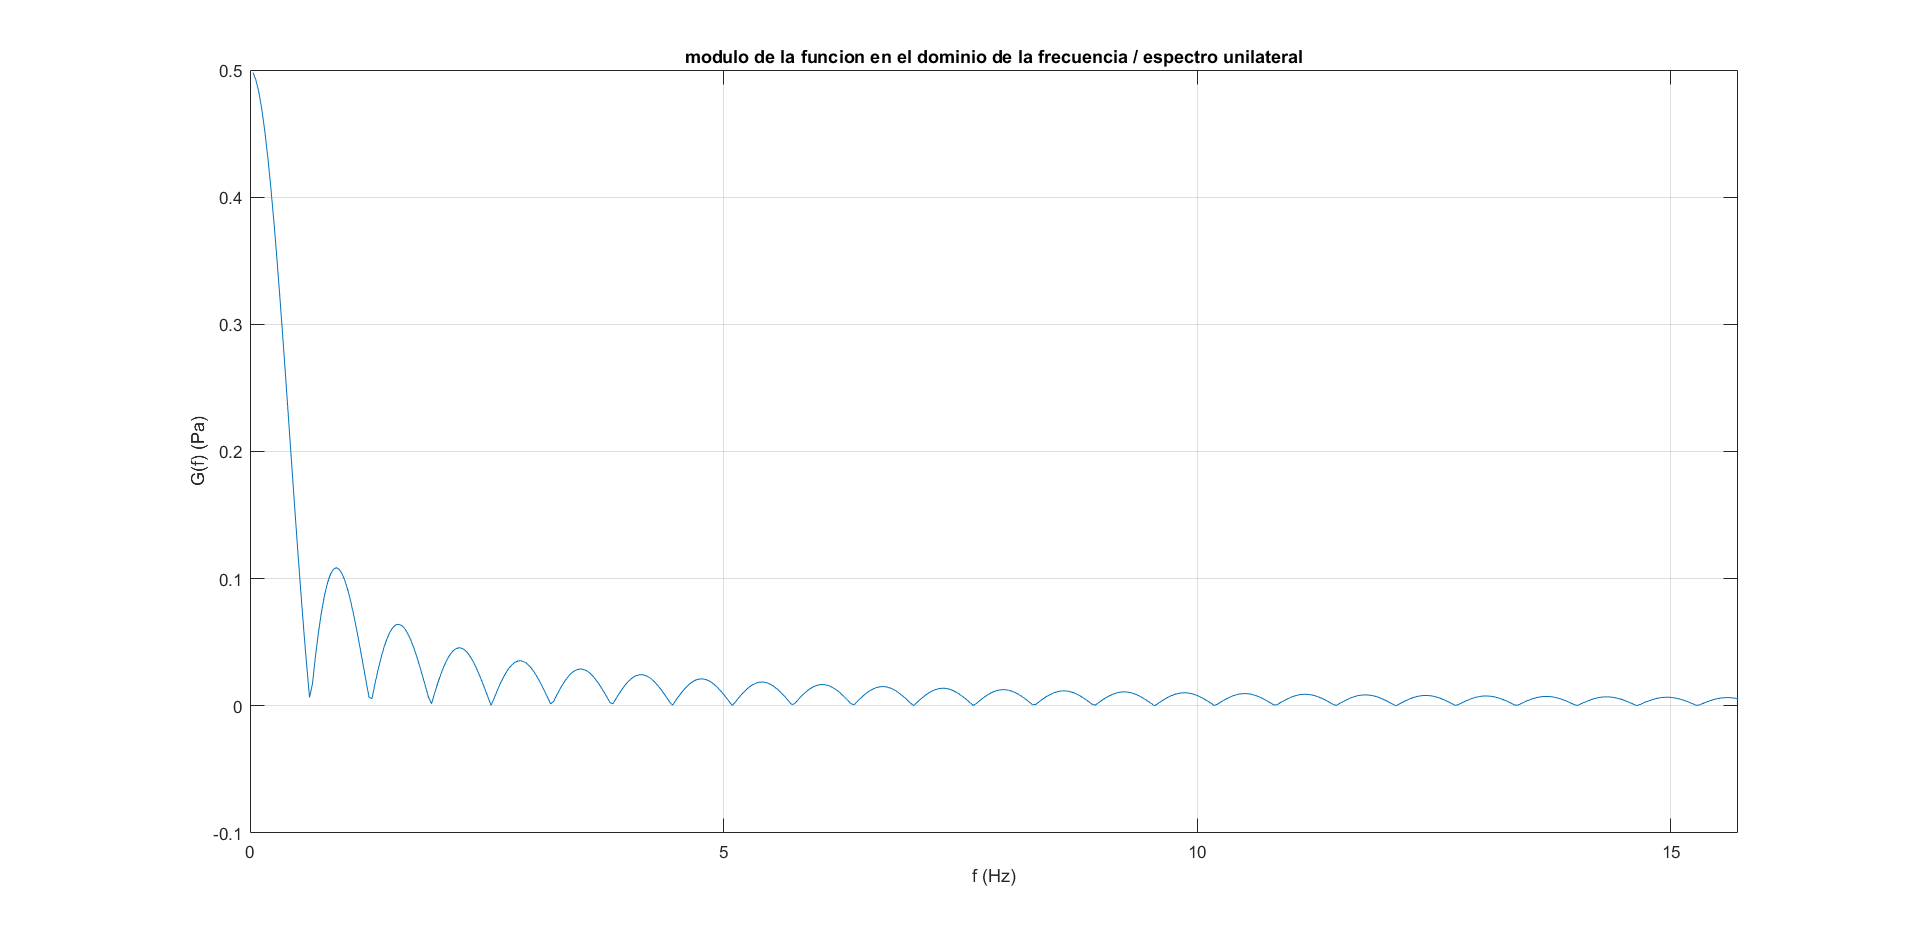 modulo de la funcion en el dominio de la frecuencia / espectro unilateral
0.5
0.4
0.3
0.2
0.1
0
-0.1
G(f) (Pa)
0 5 10 15
f (Hz)